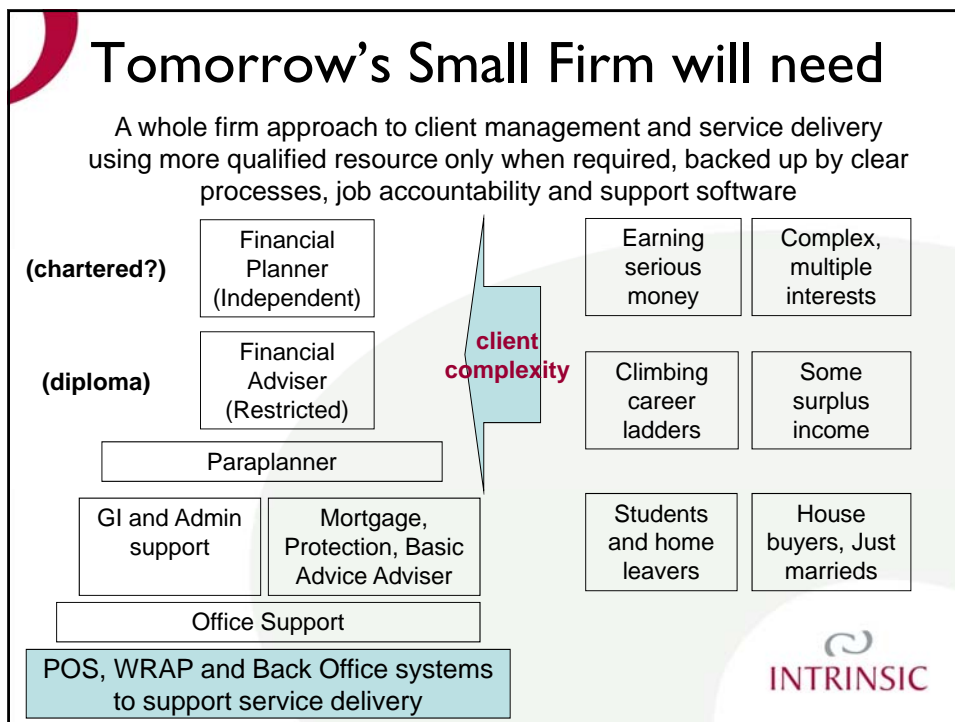 Tomorrow's Small Firm will need
A whole firm approach to client management and service delivery
using more qualified resource only when required, backed up by clear
processes, job accountability and support software
(chartered?)
Financial
Planner
(Independent)
(diploma)
Financial
Adviser
(Restricted)
Paraplanner
GI and Admin
support
Mortgage,
Protection, Basic
Advice Adviser
Office Support
POS, WRAP and Back Office systems
to support service delivery
client
complexity
Earning
serious
money
Complex,
multiple
interests
Climbing
career
ladders
Some
surplus
income
Students
and home
leavers
House
buyers, Just
marrieds
INTRINSIC